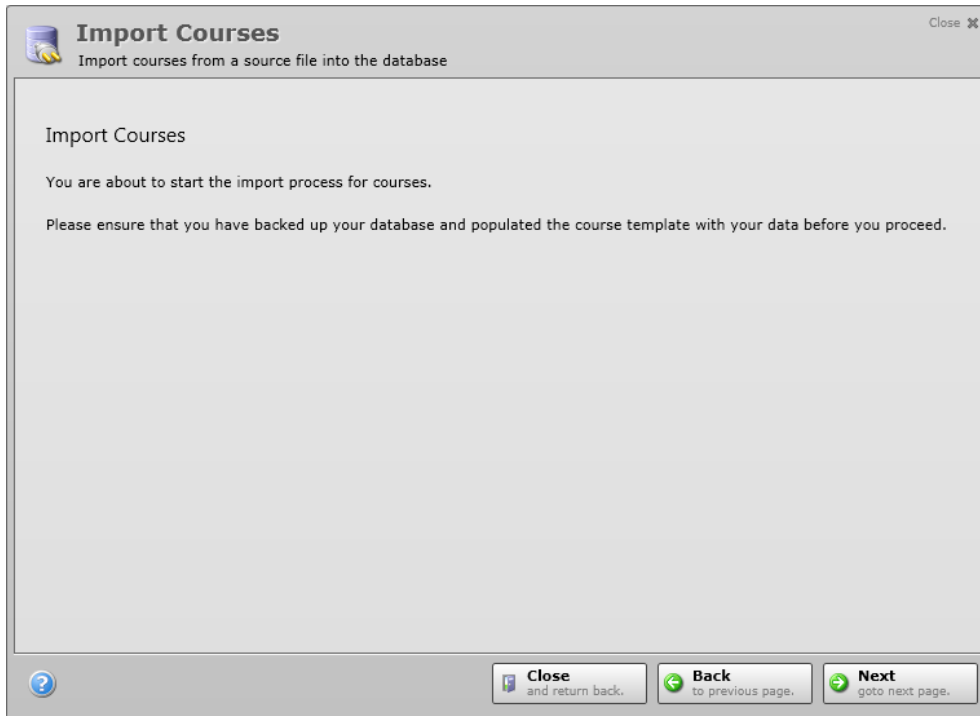 Import Courses
Close
Import courses from a source file into the database
Import Courses
You are about to start the import process for courses.
Please ensure that you have backed up your database and populated the course template with your data before you proceed.
?
Close
and return back.
Back
to previous page.
Next
goto next page.